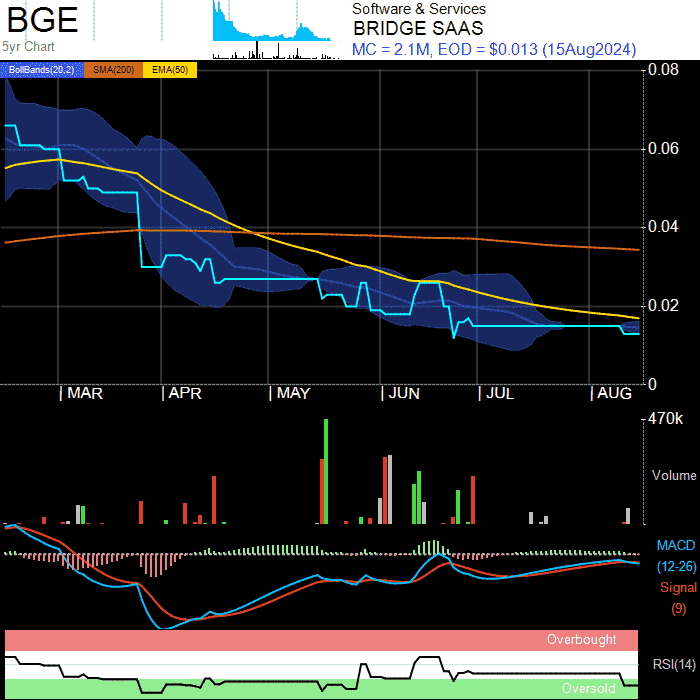 BGE
5yr Chart
Software & Services
BRIDGE SAAS
MC = 2.1M, EOD = $0.013 (15Aug2024)
BollBands(20,2) SMA(200) EMA(50)
0.08
0.06
0.04
0.02
0
MAR APR MAY JUN JUL AUG
470k
Volume
MACD
(12-26)
Signal
(9)
Overbought
RSI(14)
Oversold